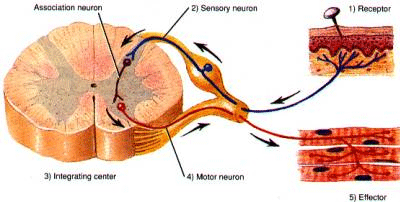 Association neuron
2) Sensory neuron
1) Receptor
3) Integrating center
4) Motor neuron
5) Effector